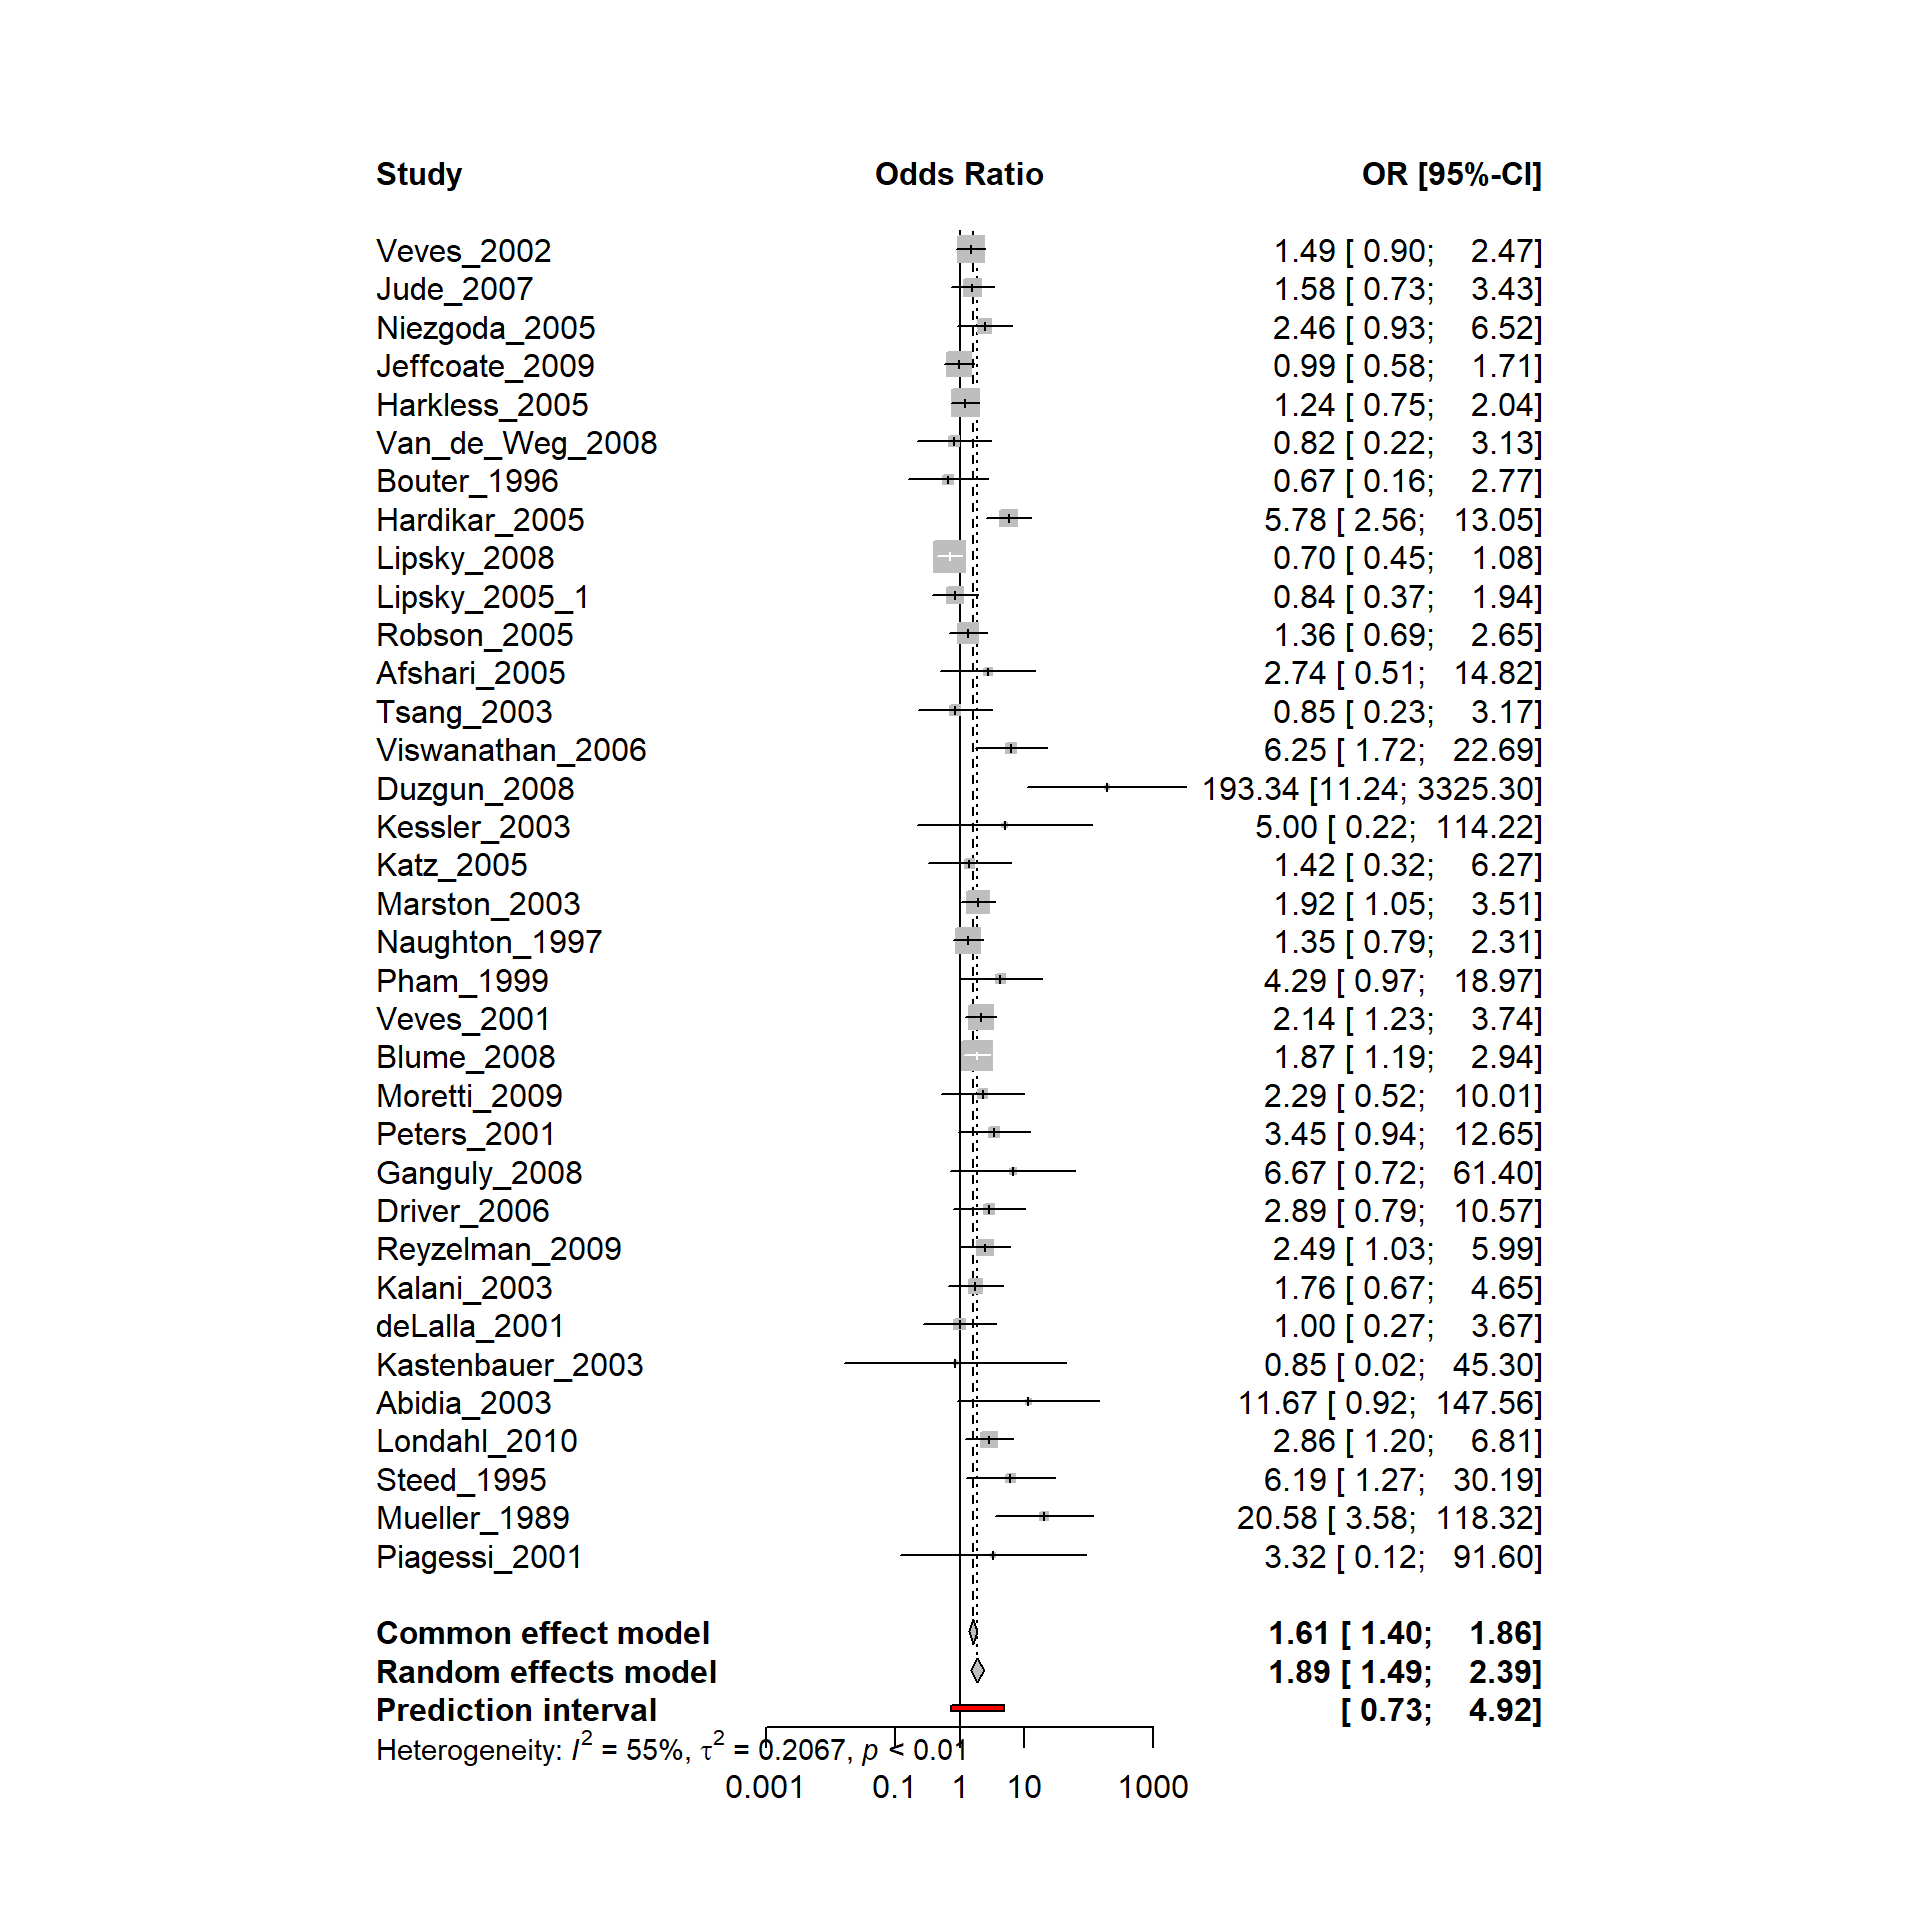 Study Odds Ratio OR [95%-CI]
Veves_2002 1.49 [ 0.90; 2.47]
Jude_2007 1.58 [ 0.73; 3.43]
Niezgoda_2005 2.46 [ 0.93; 6.52]
Jeffcoate_2009 0.99 [ 0.58; 1.71]
Harkless_2005 1.24 [ 0.75; 2.04]
Van_de_Weg_2008 0.82 [ 0.22; 3.13]
Bouter_1996 0.67 [ 0.16; 2.77]
Hardikar_2005 5.78 [ 2.56; 13.05]
Lipsky_2008 0.70 [ 0.45; 1.08]
Lipsky_2005_1 0.84 [ 0.37; 1.94]
Robson_2005 1.36 [ 0.69; 2.65]
Afshari_2005 2.74 [ 0.51; 14.82]
Tsang_2003 0.85 [ 0.23; 3.17]
Viswanathan_2006 6.25 [ 1.72; 22.69]
Duzgun_2008 193.34 [11.24; 3325.30]
Kessler_2003 5.00 [ 0.22; 114.22]
Katz_2005 1.42 [ 0.32; 6.27]
Marston_2003 1.92 [ 1.05; 3.51]
Naughton_1997 1.35 [ 0.79; 2.31]
Pham_1999 4.29 [ 0.97; 18.97]
Veves_2001 2.14 [ 1.23; 3.74]
Blume_2008 1.87 [ 1.19; 2.94]
Moretti_2009 2.29 [ 0.52; 10.01]
Peters_2001 3.45 [ 0.94; 12.65]
Ganguly_2008 6.67 [ 0.72; 61.40]
Driver_2006 2.89 [ 0.79; 10.57]
Reyzelman_2009 2.49 [ 1.03; 5.99]
Kalani_2003 1.76 [ 0.67; 4.65]
deLalla_2001 1.00 [ 0.27; 3.67]
Kastenbauer_2003 0.85 [ 0.02; 45.30]
Abidia_2003 11.67 [ 0.92; 147.56]
Londahl_2010 2.86 [ 1.20; 6.81]
Steed_1995 6.19 [ 1.27; 30.19]
Mueller_1989 20.58 [ 3.58; 118.32]
Piagessi_2001 3.32 [ 0.12; 91.60]
Common effect model 1.61 [ 1.40; 1.86]
Random effects model 1.89 [ 1.49; 2.39]
Prediction interval [ 0.73; 4.92]
Heterogeneity: I² = 55%, τ² = 0.2067, p < 0.01
0.001 0.1 1 10 1000